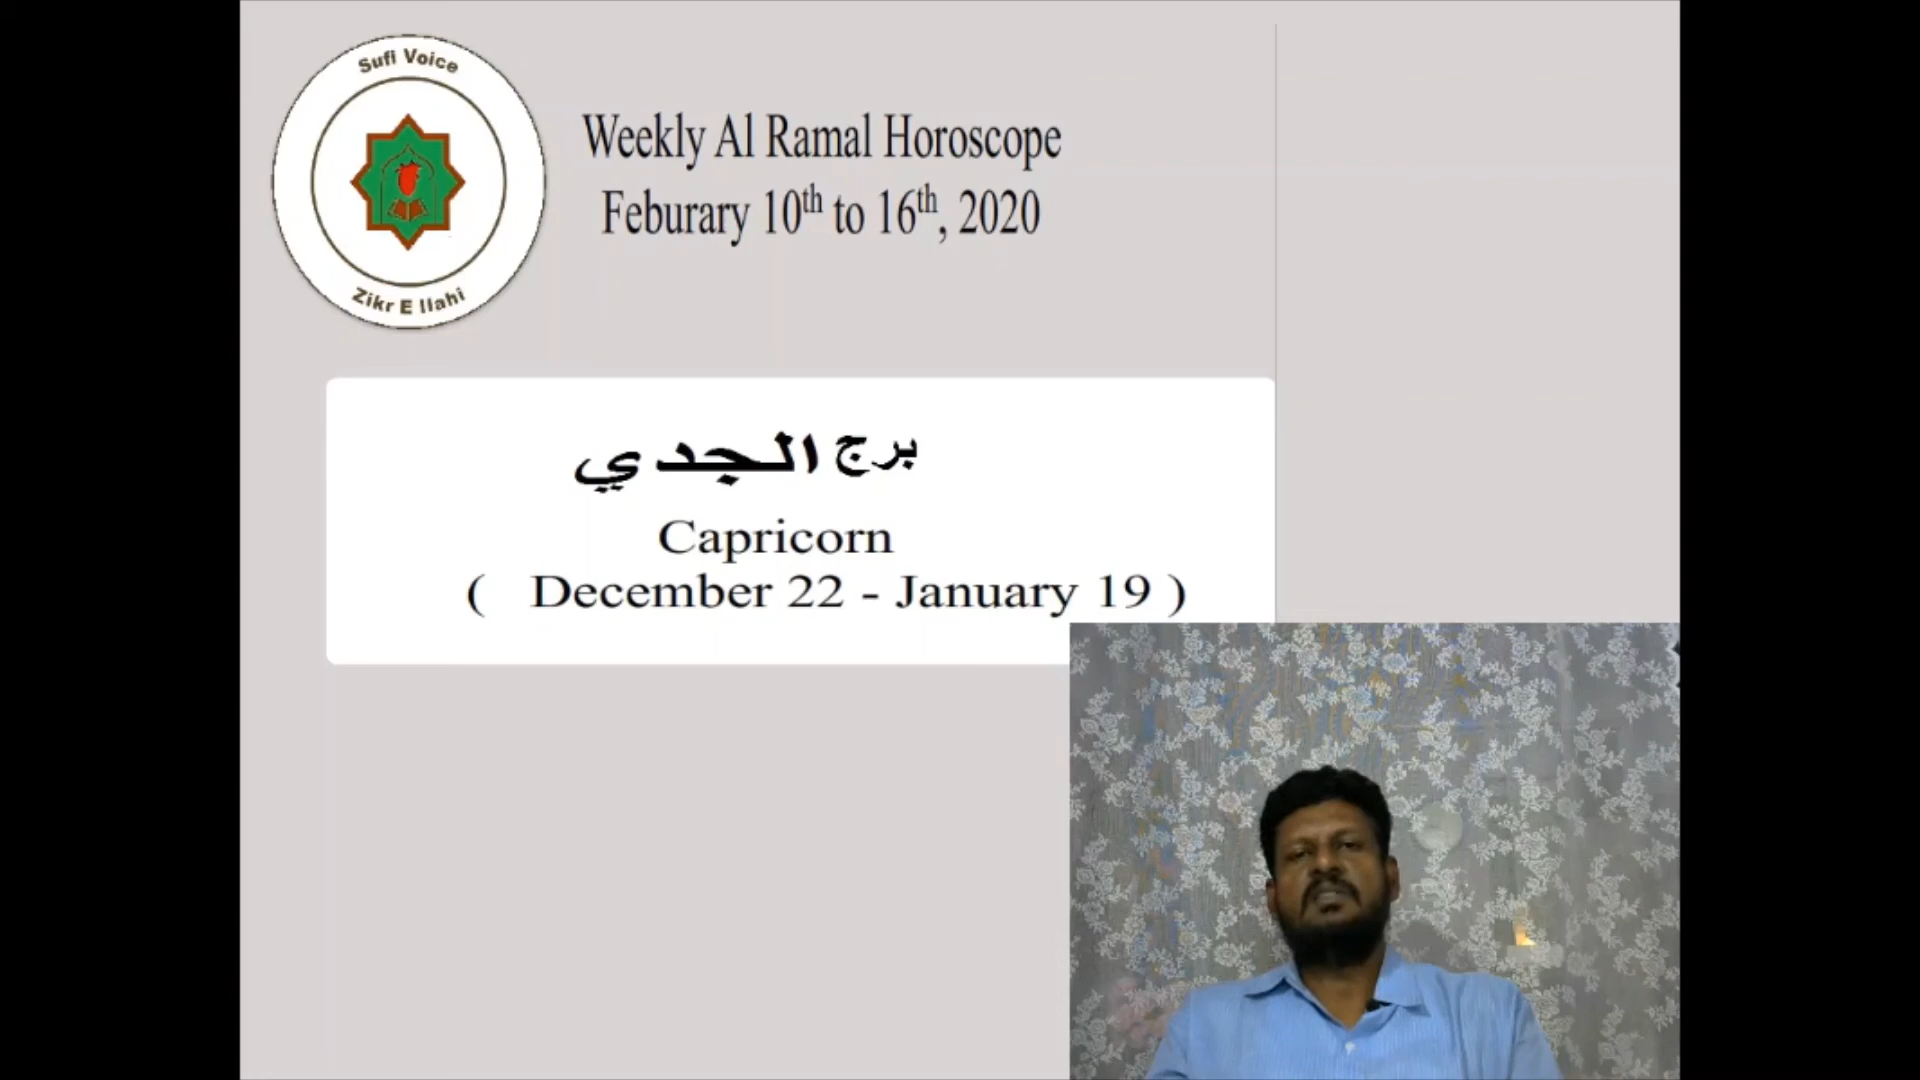 Sufi Voice
Zikr E Ilahi
Weekly Al Ramal Horoscope
Feburary 10th to 16th, 2020
برج الجدي
Capricorn
( December 22 - January 19 )